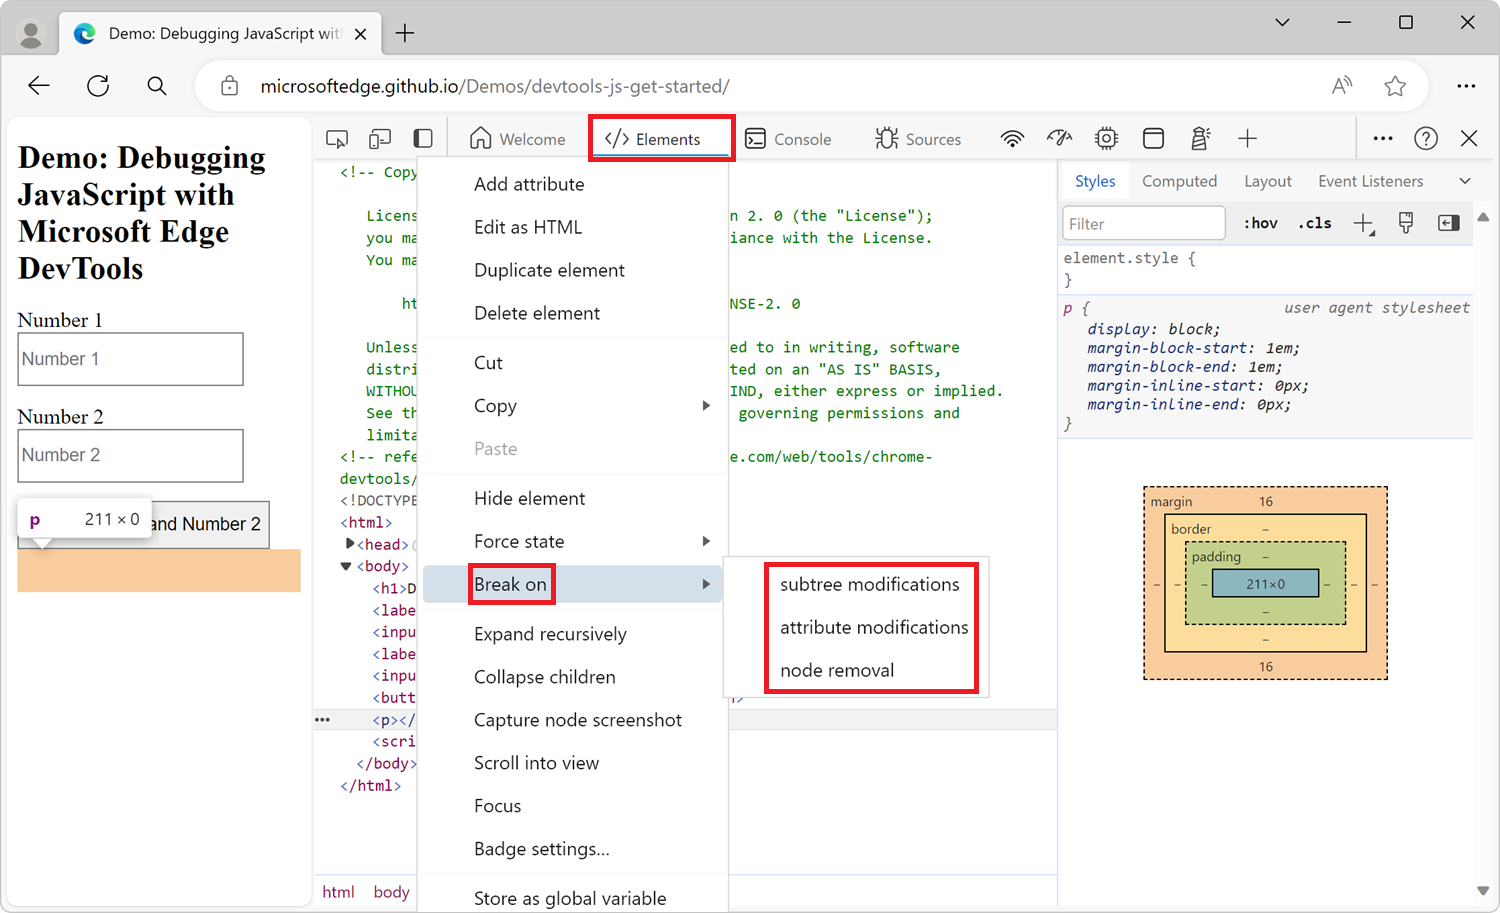 Demo: Debugging JavaScript wit
microsoftedge.github.io/Demos/devtools-js-get-started/
Demo: Debugging
JavaScript with
Microsoft Edge
DevTools
Number 1
Number 1
Number 2
Number 2
and Number 2
p 211 × 0
Welcome
</> Elements
Console
Sources
<!-- Copy
Licens
n 2. 0 (the "License");
you ma
iance with the License.
You ma
ht
NSE-2. 0
Unless
ed to in writing, software
distri
ted on an "AS IS" BASIS,
WITHOU
IND, either express or implied.
See th
governing permissions and
limita
<!-- refe
e.com/web/tools/chrome-
devtools/
<!DOCTYPE
<html>
<head>
<body>
<h1>D
<labe
<inpu
<labe
<inpu
<butt
<p></
<scri
</body>
</html>
html body
Add attribute
Edit as HTML
Duplicate element
Delete element
Cut
Copy
Paste
Hide element
Force state
Break on
Expand recursively
Collapse children
Capture node screenshot
Scroll into view
Focus
Badge settings...
Store as global variable
subtree modifications
attribute modifications
node removal
Styles Computed Layout Event Listeners
Filter :hov .cls
element.style {
}
p { user agent stylesheet
display: block;
margin-block-start: 1em;
margin-block-end: 1em;
margin-inline-start: 0px;
margin-inline-end: 0px;
}
margin 16
border –
padding –
– – – 211×0 – – –
–
–
16